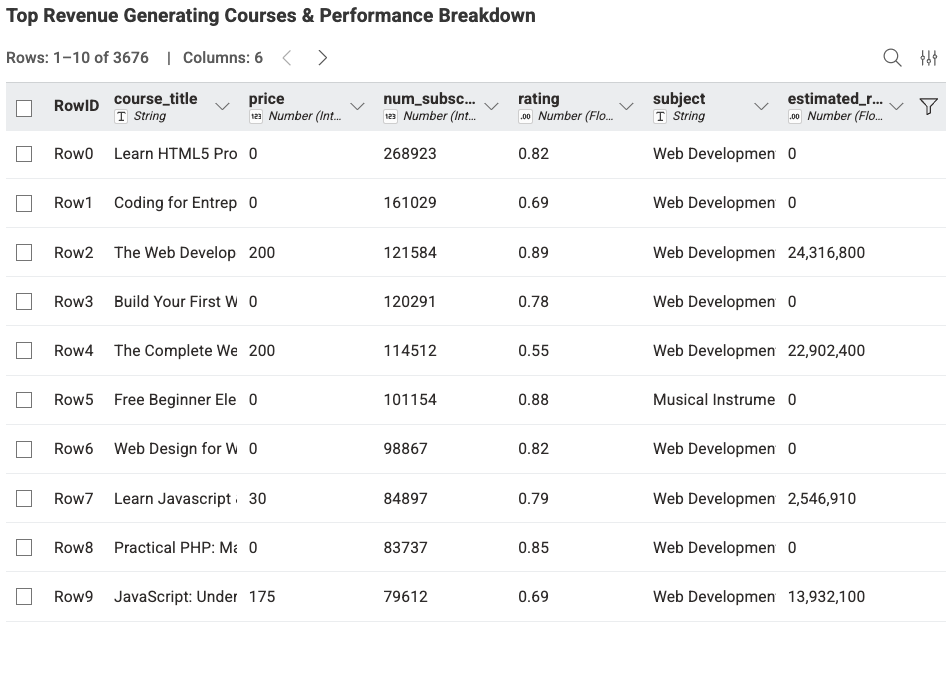 Top Revenue Generating Courses & Performance Breakdown
Rows: 1–10 of 3676 | Columns: 6
RowID course_title price num_subsc... rating subject estimated_r...
T String 123 Number (Int... 123 Number (Int... .00 Number (Flo... T String .00 Number (Flo...
Row0 Learn HTML5 Pro 0 268923 0.82 Web Developmen 0
Row1 Coding for Entrep 0 161029 0.69 Web Developmen 0
Row2 The Web Develop 200 121584 0.89 Web Developmen 24,316,800
Row3 Build Your First W 0 120291 0.78 Web Developmen 0
Row4 The Complete We 200 114512 0.55 Web Developmen 22,902,400
Row5 Free Beginner Ele 0 101154 0.88 Musical Instrume 0
Row6 Web Design for W 0 98867 0.82 Web Developmen 0
Row7 Learn Javascript 30 84897 0.79 Web Developmen 2,546,910
Row8 Practical PHP: Ma 0 83737 0.85 Web Developmen 0
Row9 JavaScript: Under 175 79612 0.69 Web Developmen 13,932,100